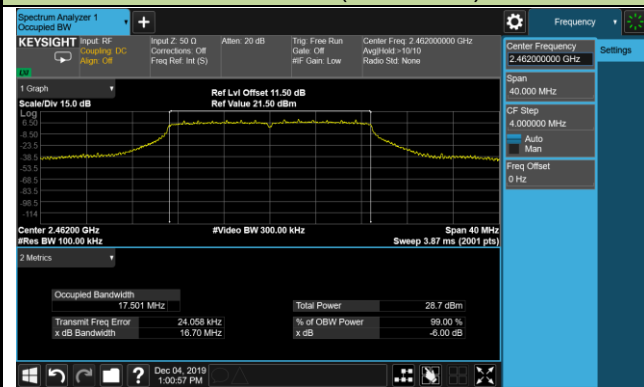 Spectrum Analyzer 1
Occupied BW
Frequency
KEYSIGHT
Input: RF
Coupling: DC
Align: Off
Input Z: 50 Ω
Corrections: Off
Freq Ref: Int (S)
Atten: 20 dB
Trig: Free Run
Gate: Off
#IF Gain: Low
Center Freq: 2.462000000 GHz
Avg|Hold:>10/10
Radio Std: None
LXI
Center Frequency
2.462000000 GHz
Settings
Span
40.000 MHz
CF Step
4.000000 MHz
Auto
Man
Freq Offset
0 Hz
1 Graph
Scale/Div 15.0 dB
Ref Lvl Offset 11.50 dB
Ref Value 21.50 dBm
Log
6.50
-8.50
-23.5
-38.5
-53.5
-68.5
-83.5
-98.5
-114
Center 2.46200 GHz
#Video BW 300.00 kHz
Span 40 MHz
#Res BW 100.00 kHz
Sweep 3.87 ms (2001 pts)
2 Metrics
Occupied Bandwidth
17.501 MHz
Total Power 28.7 dBm
Transmit Freq Error 24.058 kHz
% of OBW Power 99.00 %
x dB Bandwidth 16.70 MHz
x dB -6.00 dB
Dec 04, 2019
1:00:57 PM